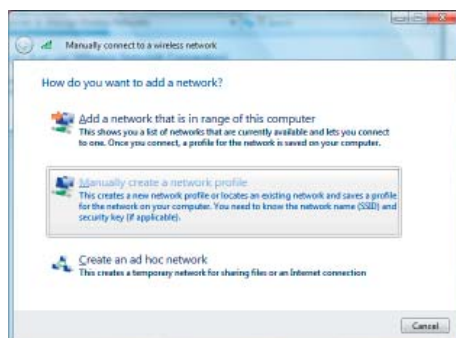 Manually connect to a wireless network
How do you want to add a network?
Add a network that is in range of this computer
This shows you a list of networks that are currently available and lets you connect
to one. Once you connect, a profile for the network is saved on your computer.
Manually create a network profile
This creates a new network profile or locates an existing network and saves a profile
for the network on your computer. You need to know the network name (SSID) and
security key (if applicable).
Create an ad hoc network
This creates a temporary network for sharing files or an Internet connection
Cancel